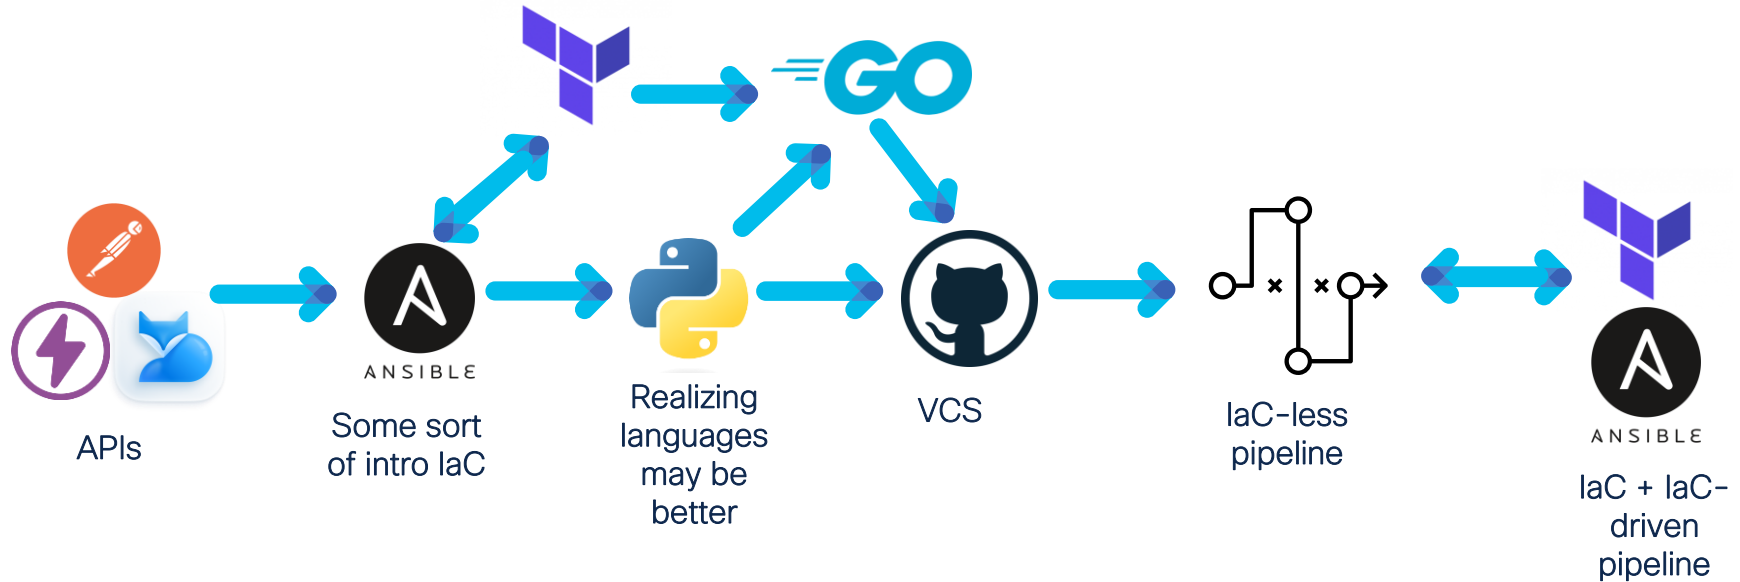 GO
APIs
ANSIBLE
Some sort
of intro IaC
Realizing
languages
may be
better
VCS
IaC-less
pipeline
ANSIBLE
IaC + IaC-
driven
pipeline